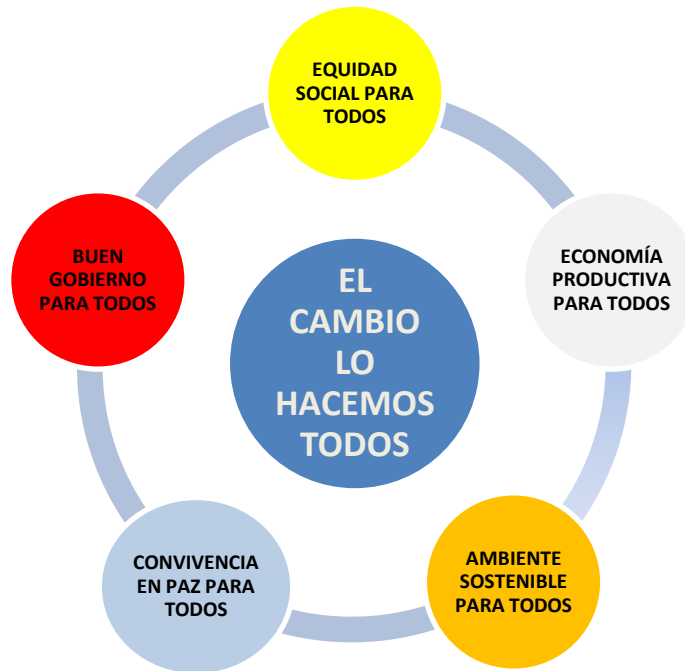 EQUIDAD
SOCIAL PARA
TODOS
BUEN
GOBIERNO
PARA TODOS
ECONOMÍA
PRODUCTIVA
PARA TODOS
EL
CAMBIO
LO
HACEMOS
TODOS
CONVIVENCIA
EN PAZ PARA
TODOS
AMBIENTE
SOSTENIBLE
PARA TODOS